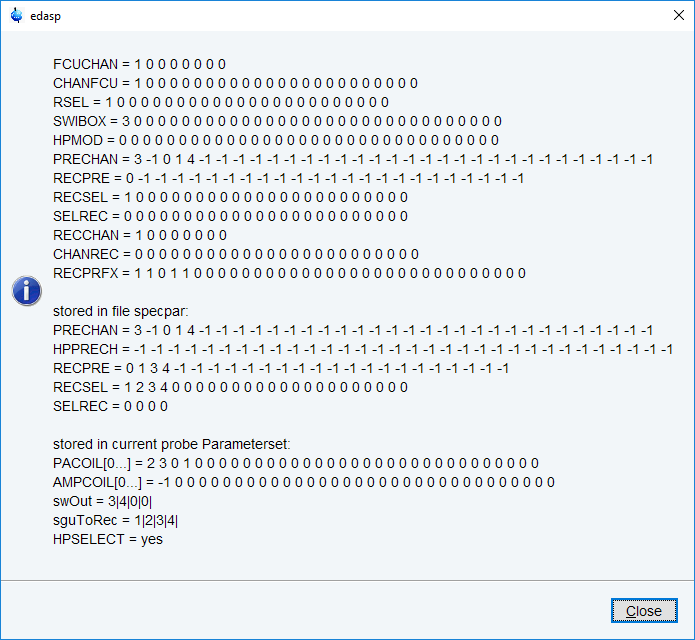 edasp
FCUCHAN = 1 0 0 0 0 0 0 0
CHANFCU = 1 0 0 0 0 0 0 0 0 0 0 0 0 0 0 0 0 0 0 0 0 0 0 0
RSEL = 1 0 0 0 0 0 0 0 0 0 0 0 0 0 0 0 0 0 0 0 0 0 0 0
SWIBOX = 3 0 0 0 0 0 0 0 0 0 0 0 0 0 0 0 0 0 0 0 0 0 0 0 0 0 0 0 0 0 0 0
HPMOD = 0 0 0 0 0 0 0 0 0 0 0 0 0 0 0 0 0 0 0 0 0 0 0 0 0 0 0 0 0 0 0 0
PRECHAN = 3 -1 0 1 4 -1 -1 -1 -1 -1 -1 -1 -1 -1 -1 -1 -1 -1 -1 -1 -1 -1 -1 -1 -1 -1 -1 -1 -1 -1 -1 -1
RECPRE = 0 -1 -1 -1 -1 -1 -1 -1 -1 -1 -1 -1 -1 -1 -1 -1 -1 -1 -1 -1 -1 -1 -1 -1
RECSEL = 1 0 0 0 0 0 0 0 0 0 0 0 0 0 0 0 0 0 0 0 0 0 0 0
SELREC = 0 0 0 0 0 0 0 0 0 0 0 0 0 0 0 0 0 0 0 0 0 0 0 0
RECCHAN = 1 0 0 0 0 0 0 0
CHANREC = 0 0 0 0 0 0 0 0 0 0 0 0 0 0 0 0 0 0 0 0 0 0 0 0
RECPRFX = 1 1 0 1 1 0 0 0 0 0 0 0 0 0 0 0 0 0 0 0 0 0 0 0 0 0 0 0 0 0 0 0 0
stored in file specpar:
PRECHAN = 3 -1 0 1 4 -1 -1 -1 -1 -1 -1 -1 -1 -1 -1 -1 -1 -1 -1 -1 -1 -1 -1 -1 -1 -1 -1 -1 -1 -1 -1 -1
HPPRECH = -1 -1 -1 -1 -1 -1 -1 -1 -1 -1 -1 -1 -1 -1 -1 -1 -1 -1 -1 -1 -1 -1 -1 -1 -1 -1 -1 -1 -1 -1 -1 -1
RECPRE = 0 1 3 4 -1 -1 -1 -1 -1 -1 -1 -1 -1 -1 -1 -1 -1 -1 -1 -1 -1 -1 -1 -1
RECSEL = 1 2 3 4 0 0 0 0 0 0 0 0 0 0 0 0 0 0 0 0 0 0 0 0
SELREC = 0 0 0 0
stored in current probe Parameterset:
PACOIL[0...] = 2 3 0 1 0 0 0 0 0 0 0 0 0 0 0 0 0 0 0 0 0 0 0 0 0 0 0 0 0 0 0 0 0
AMPCOIL[0...] = -1 0 0 0 0 0 0 0 0 0 0 0 0 0 0 0 0 0 0 0 0 0 0 0 0 0 0 0 0 0 0 0 0
swOut = 3|4|0|0|
sguToRec = 1|2|3|4|
HPSELECT = yes
Close